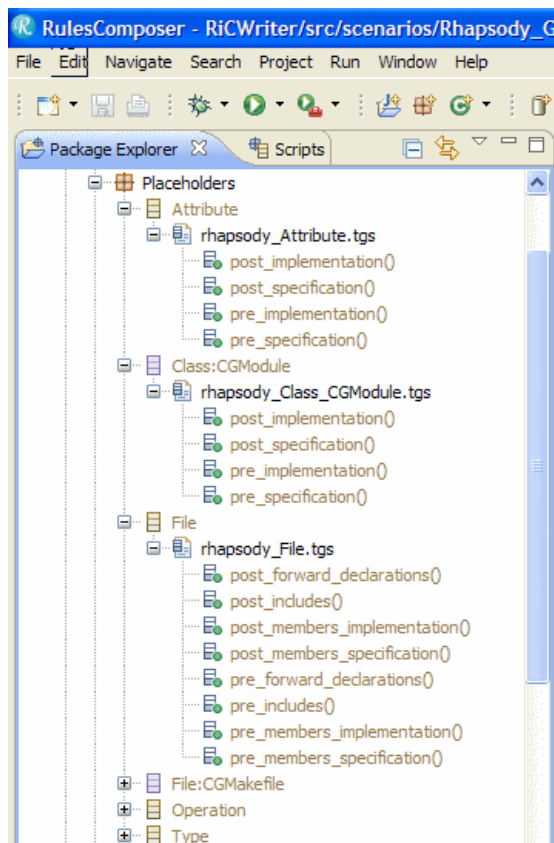 RulesComposer - RiCWriter/src/scenarios/Rhapsody_G
File Edit Navigate Search Project Run Window Help
Package Explorer Scripts
Placeholders
Attribute
rhapsody_Attribute.tgs
post_implementation()
post_specification()
pre_implementation()
pre_specification()
Class:CGModule
rhapsody_Class_CGModule.tgs
post_implementation()
post_specification()
pre_implementation()
pre_specification()
File
rhapsody_File.tgs
post_forward_declarations()
post_includes()
post_members_implementation()
post_members_specification()
pre_forward_declarations()
pre_includes()
pre_members_implementation()
pre_members_specification()
File:CGMakefile
Operation
Type